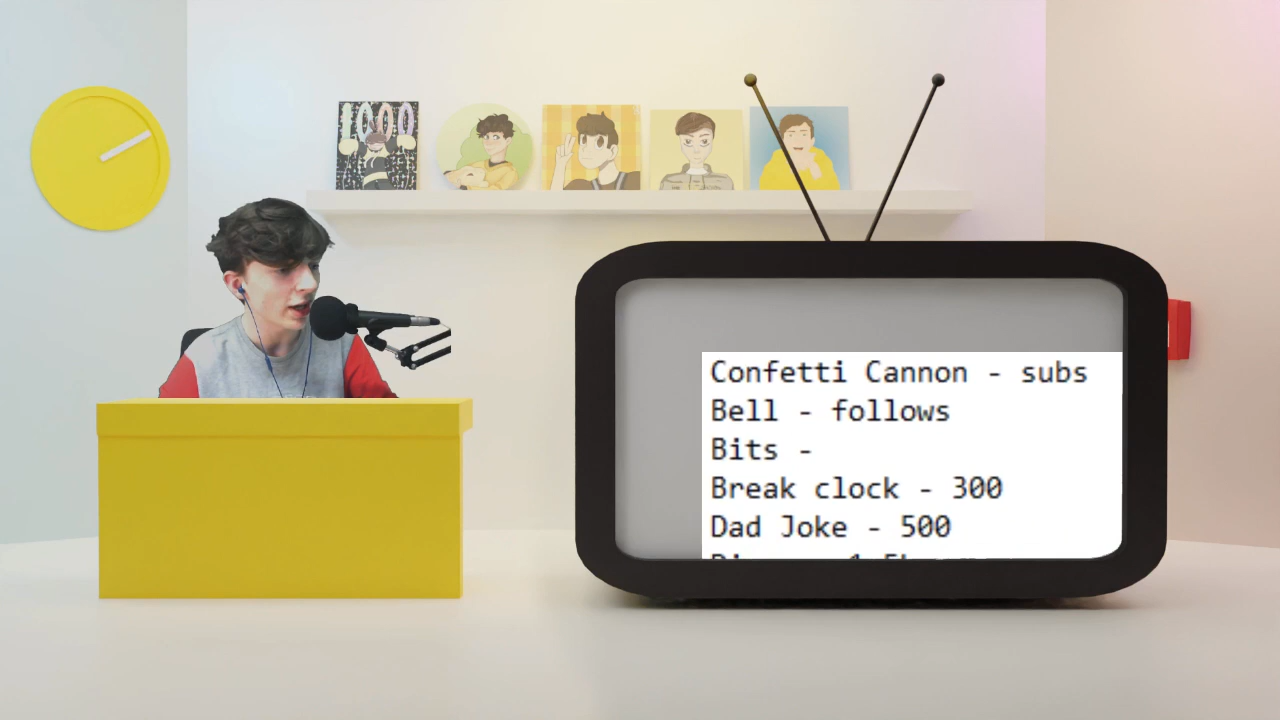 1000
Confetti Cannon - subs
Bell - follows
Bits -
Break clock - 300
Dad Joke - 500